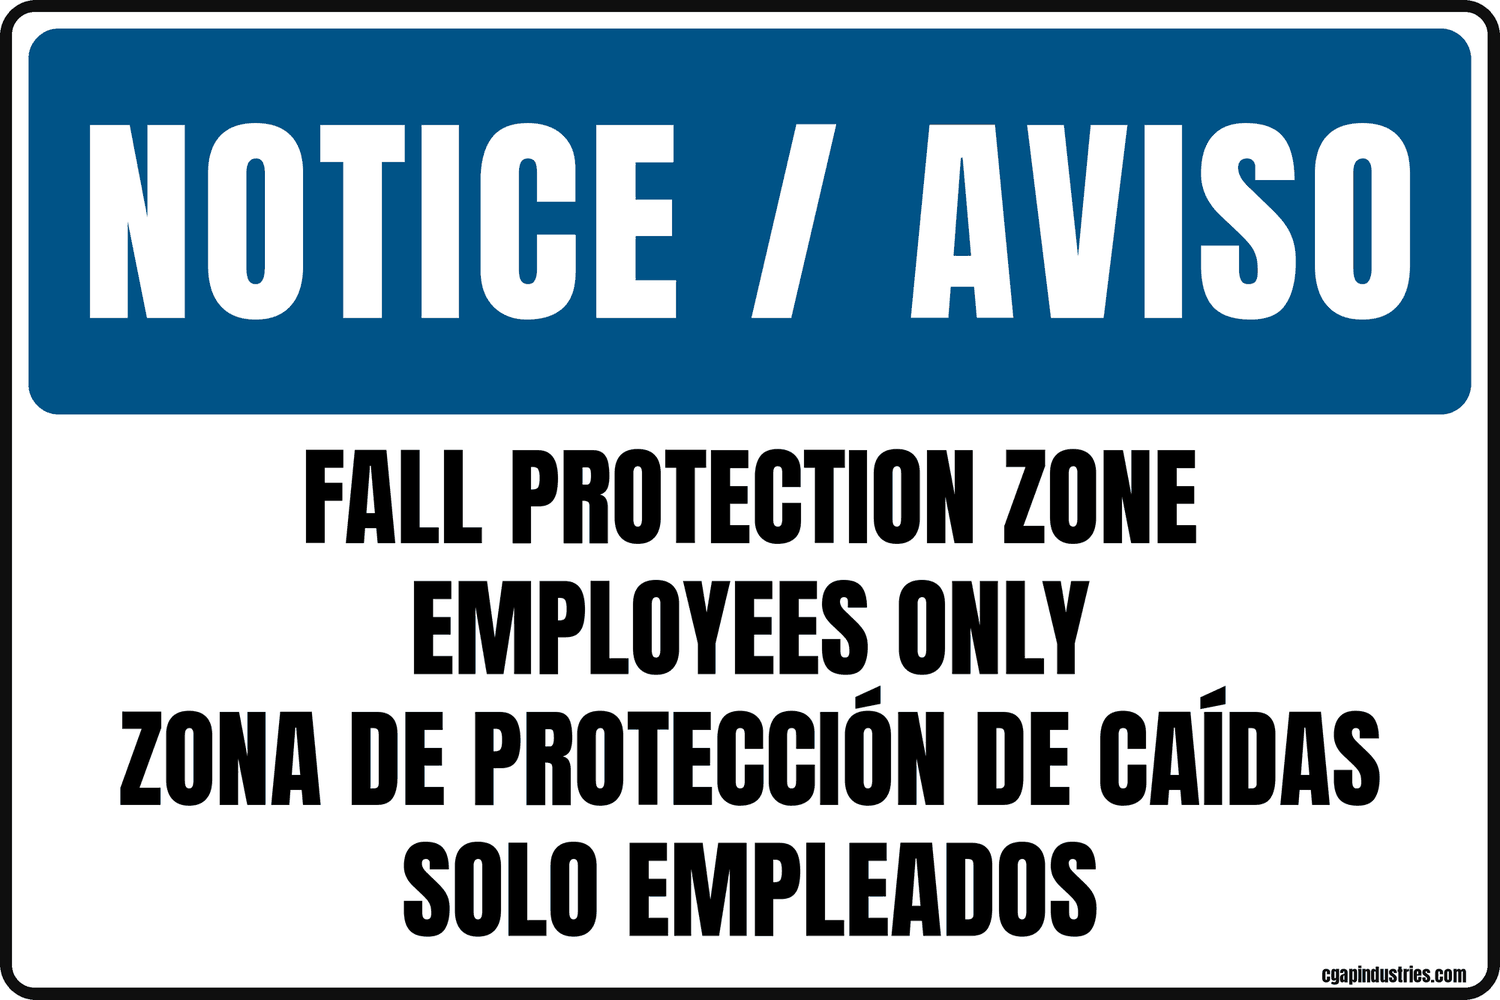 NOTICE / AVISO
FALL PROTECTION ZONE
EMPLOYEES ONLY
ZONA DE PROTECCIÓN DE CAÍDAS
SOLO EMPLEADOS
cgapindustries.com